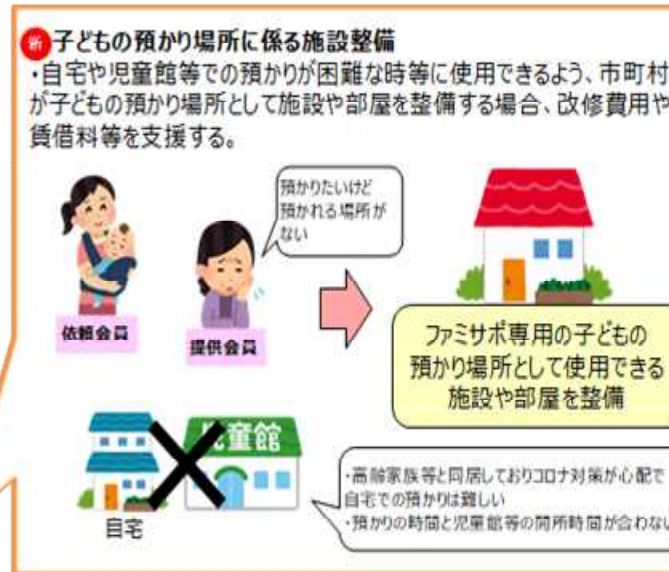 新 子どもの預かり場所に係る施設整備
・自宅や児童館等での預かりが困難な時等に使用できるよう、市町村
が子どもの預かり場所として施設や部屋を整備する場合、改修費用や
賃借料等を支援する。
預かりたいけど
預かれる場所が
ない
依頼会員
提供会員
ファミサポ専用の子どもの
預かり場所として使用できる
施設や部屋を整備
児童館
自宅
・高齢家族等と同居しておりコロナ対策が心配で
自宅での預かりは難しい
・預かりの時間と児童館等の開所時間が合わない